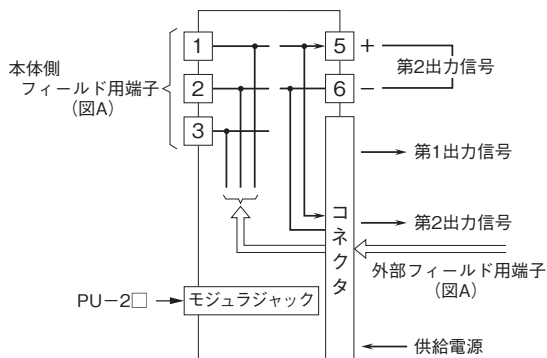 1
2
3
本体側
フィールド用端子
(図A)
5
+
6
−
第2出力信号
第1出力信号
第2出力信号
コネクタ
外部フィールド用端子
(図A)
PU−2□
モジュラジャック
供給電源